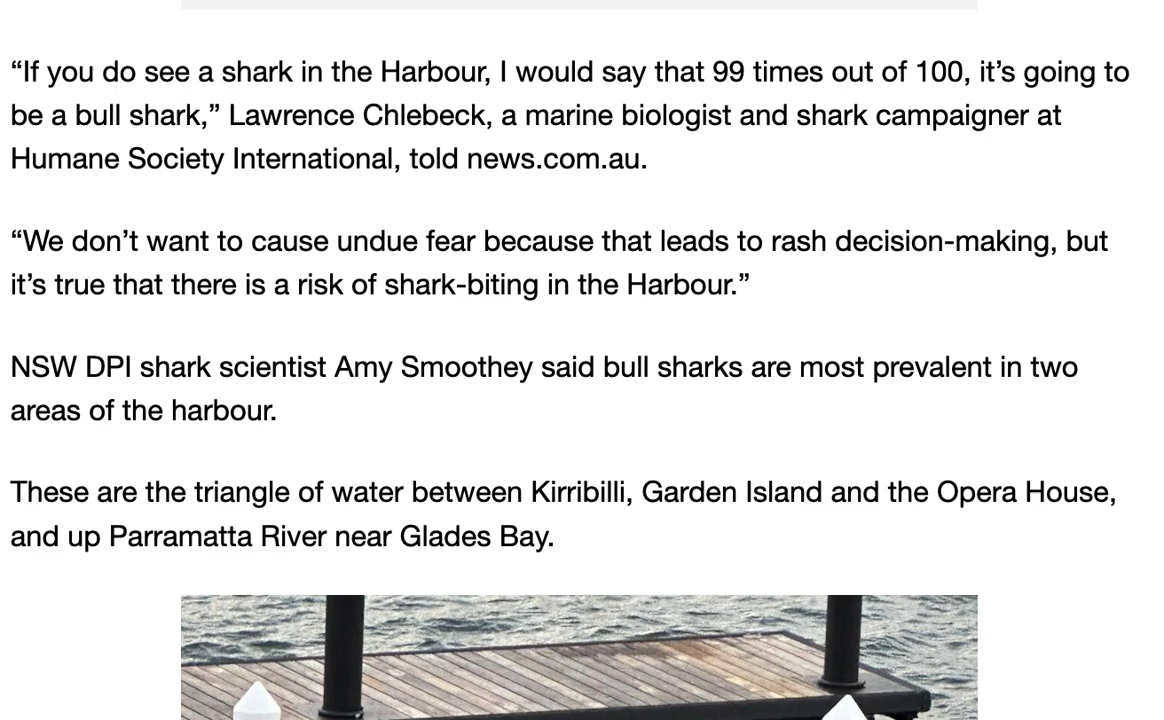 “If you do see a shark in the Harbour, I would say that 99 times out of 100, it’s going to
be a bull shark,” Lawrence Chlebeck, a marine biologist and shark campaigner at
Humane Society International, told news.com.au.
“We don’t want to cause undue fear because that leads to rash decision-making, but
it’s true that there is a risk of shark-biting in the Harbour.”
NSW DPI shark scientist Amy Smoothey said bull sharks are most prevalent in two
areas of the harbour.
These are the triangle of water between Kirribilli, Garden Island and the Opera House,
and up Parramatta River near Glades Bay.